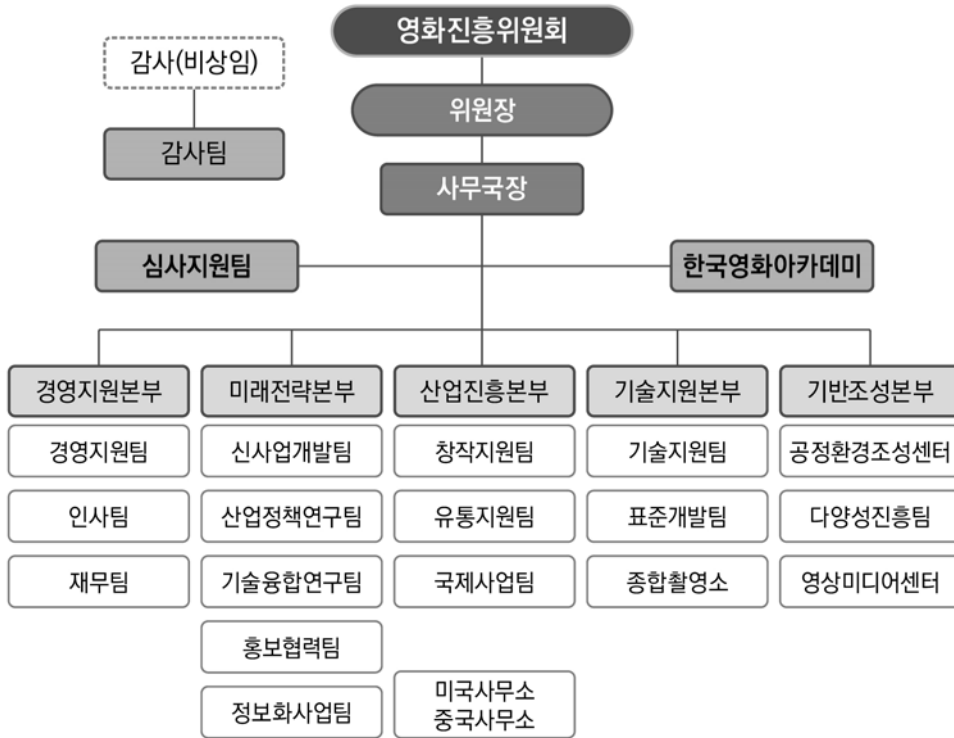 영화진흥위원회
감사(비상임)
위원장
감사팀
사무국장
심사지원팀
한국영화아카데미
경영지원본부
미래전략본부
산업진흥본부
기술지원본부
기반조성본부
경영지원팀
신사업개발팀
창작지원팀
기술지원팀
공정환경조성센터
인사팀
산업정책연구팀
유통지원팀
표준개발팀
다양성진흥팀
재무팀
기술융합연구팀
국제사업팀
종합촬영소
영상미디어센터
홍보협력팀
정보화사업팀
미국사무소
중국사무소